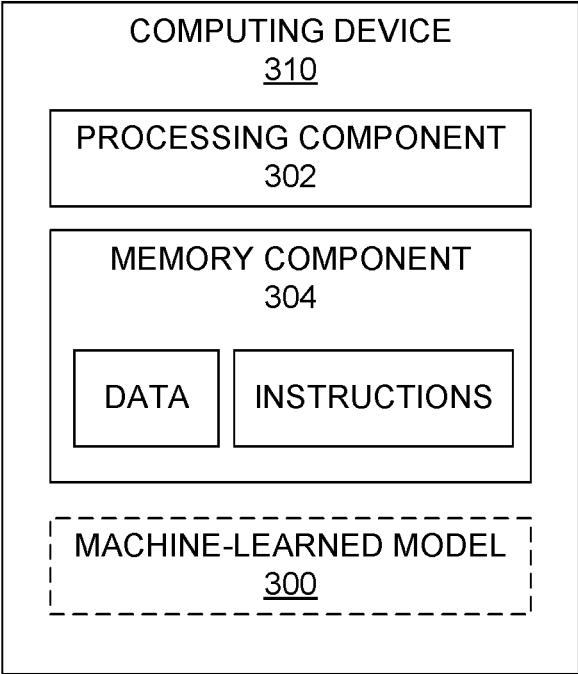 COMPUTING DEVICE
310
PROCESSING COMPONENT
302
MEMORY COMPONENT
304
DATA
INSTRUCTIONS
MACHINE-LEARNED MODEL
300